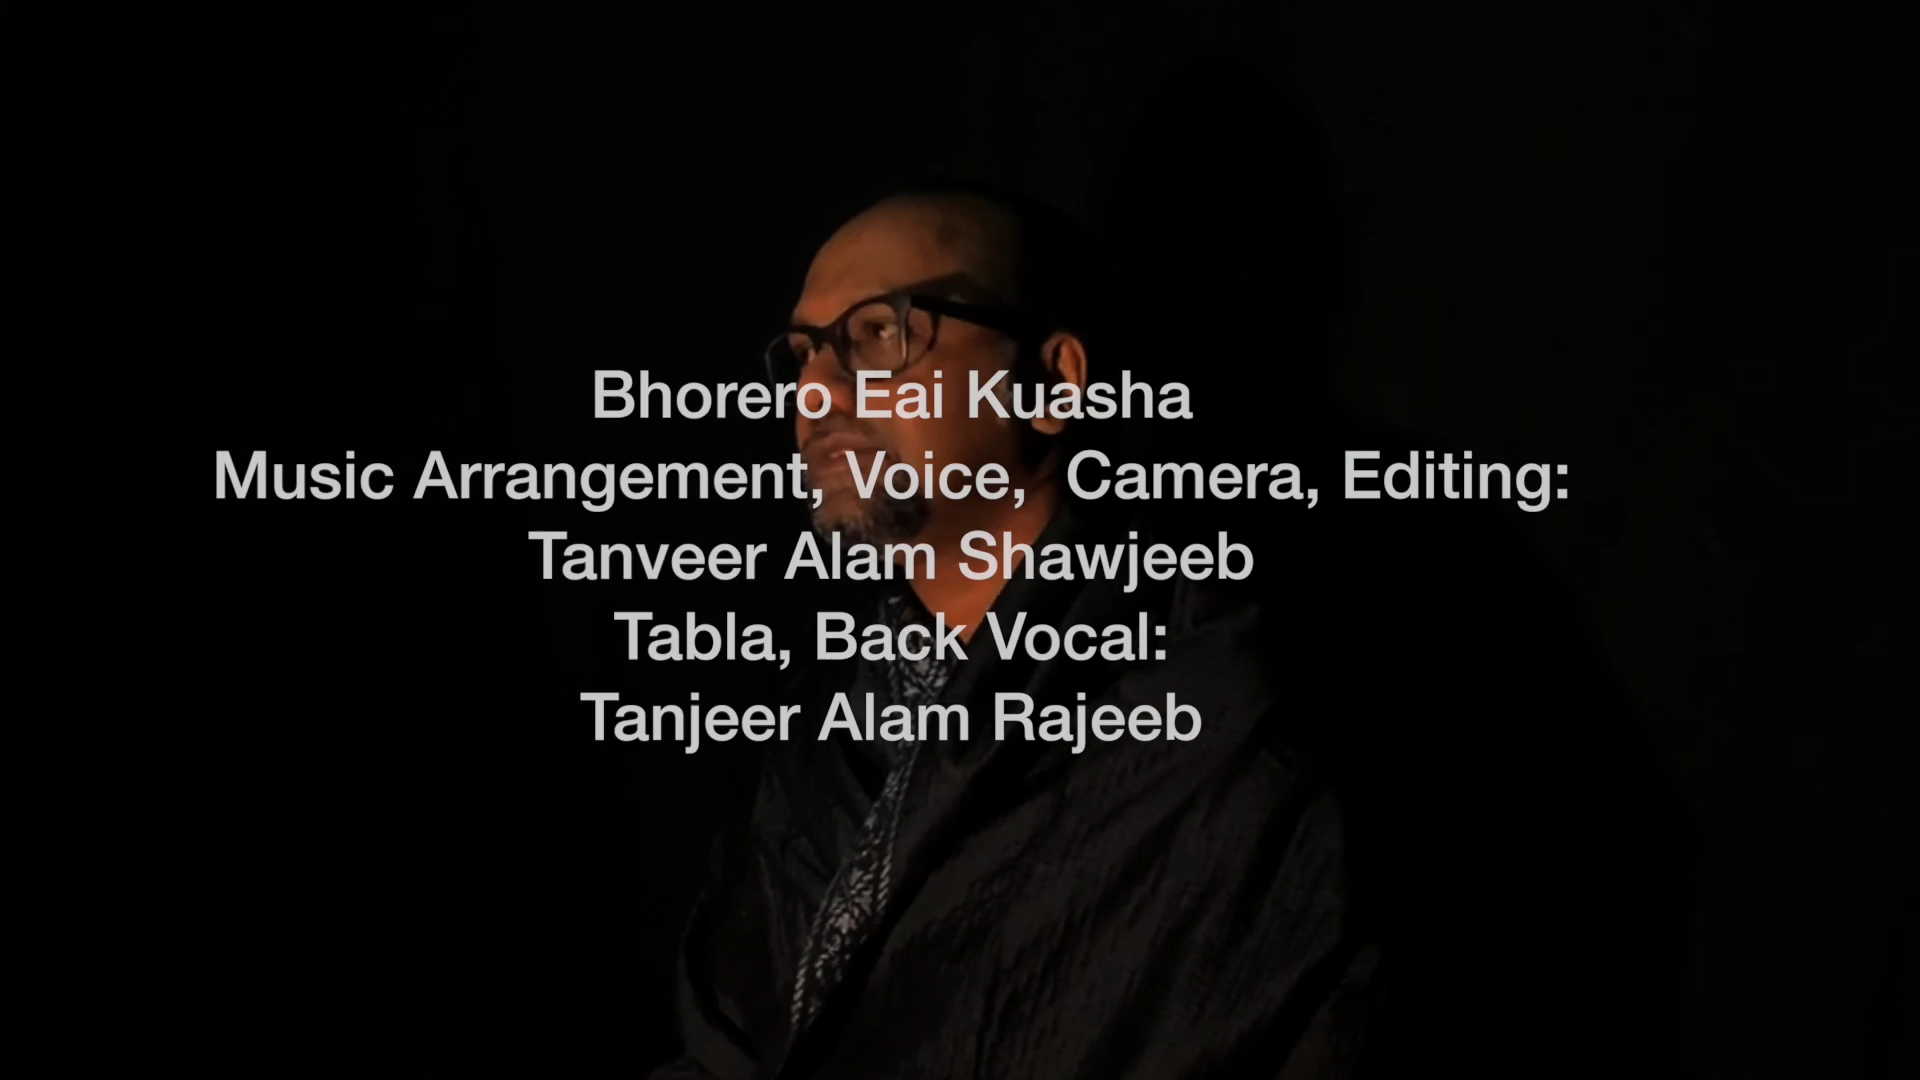 Bhorero Eai Kuasha
Music Arrangement, Voice,  Camera, Editing:
Tanveer Alam Shawjeeb
Tabla, Back Vocal:
Tanjeer Alam Rajeeb